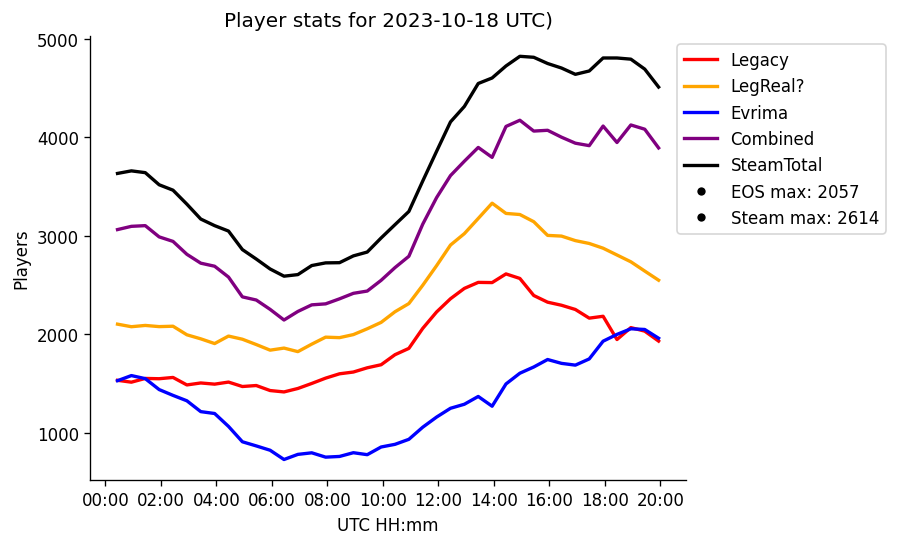 Player stats for 2023-10-18 UTC)
5000
4000
3000
2000
1000
Players
00:00 02:00 04:00 06:00 08:00 10:00 12:00 14:00 16:00 18:00 20:00
UTC HH:mm
Legacy
LegReal?
Evrima
Combined
SteamTotal
EOS max: 2057
Steam max: 2614